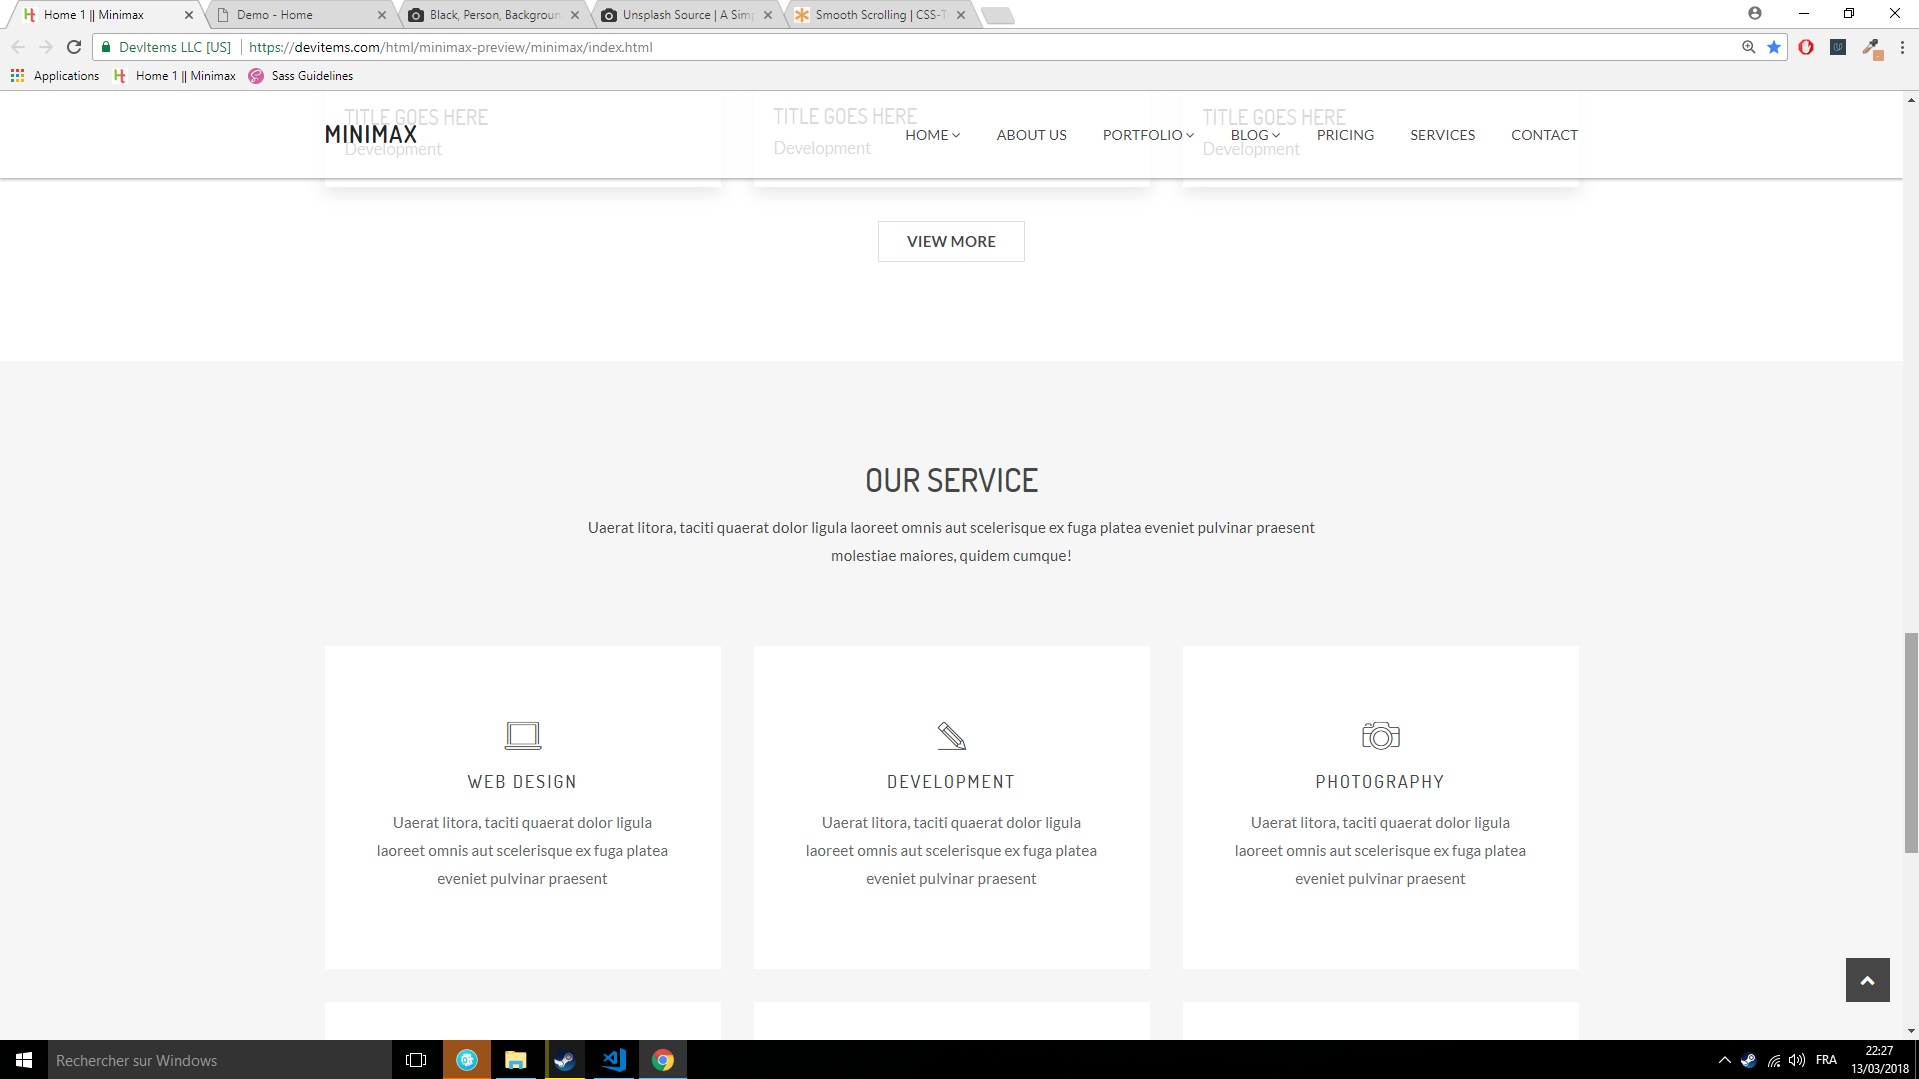 Home 1 || Minimax
Demo - Home
Black, Person, Backgroun
Unsplash Source | A Sim
Smooth Scrolling | CSS-T
DevItems LLC [US]
https://devitems.com/html/minimax-preview/minimax/index.html
Applications
Home 1 || Minimax
Sass Guidelines
TITLE GOES HERE
TITLE GOES HERE
TITLE GOES HERE
MINIMAX
HOME
ABOUT US
PORTFOLIO
BLOG
PRICING
SERVICES
CONTACT
Development
Development
Development
VIEW MORE
OUR SERVICE
Uaerat litora, taciti quaerat dolor ligula laoreet omnis aut scelerisque ex fuga platea eveniet pulvinar praesent
molestiae maiores, quidem cumque!
WEB DESIGN
Uaerat litora, taciti quaerat dolor ligula
laoreet omnis aut scelerisque ex fuga platea
eveniet pulvinar praesent
DEVELOPMENT
Uaerat litora, taciti quaerat dolor ligula
laoreet omnis aut scelerisque ex fuga platea
eveniet pulvinar praesent
PHOTOGRAPHY
Uaerat litora, taciti quaerat dolor ligula
laoreet omnis aut scelerisque ex fuga platea
eveniet pulvinar praesent
Rechercher sur Windows
FRA
22:27
13/03/2018